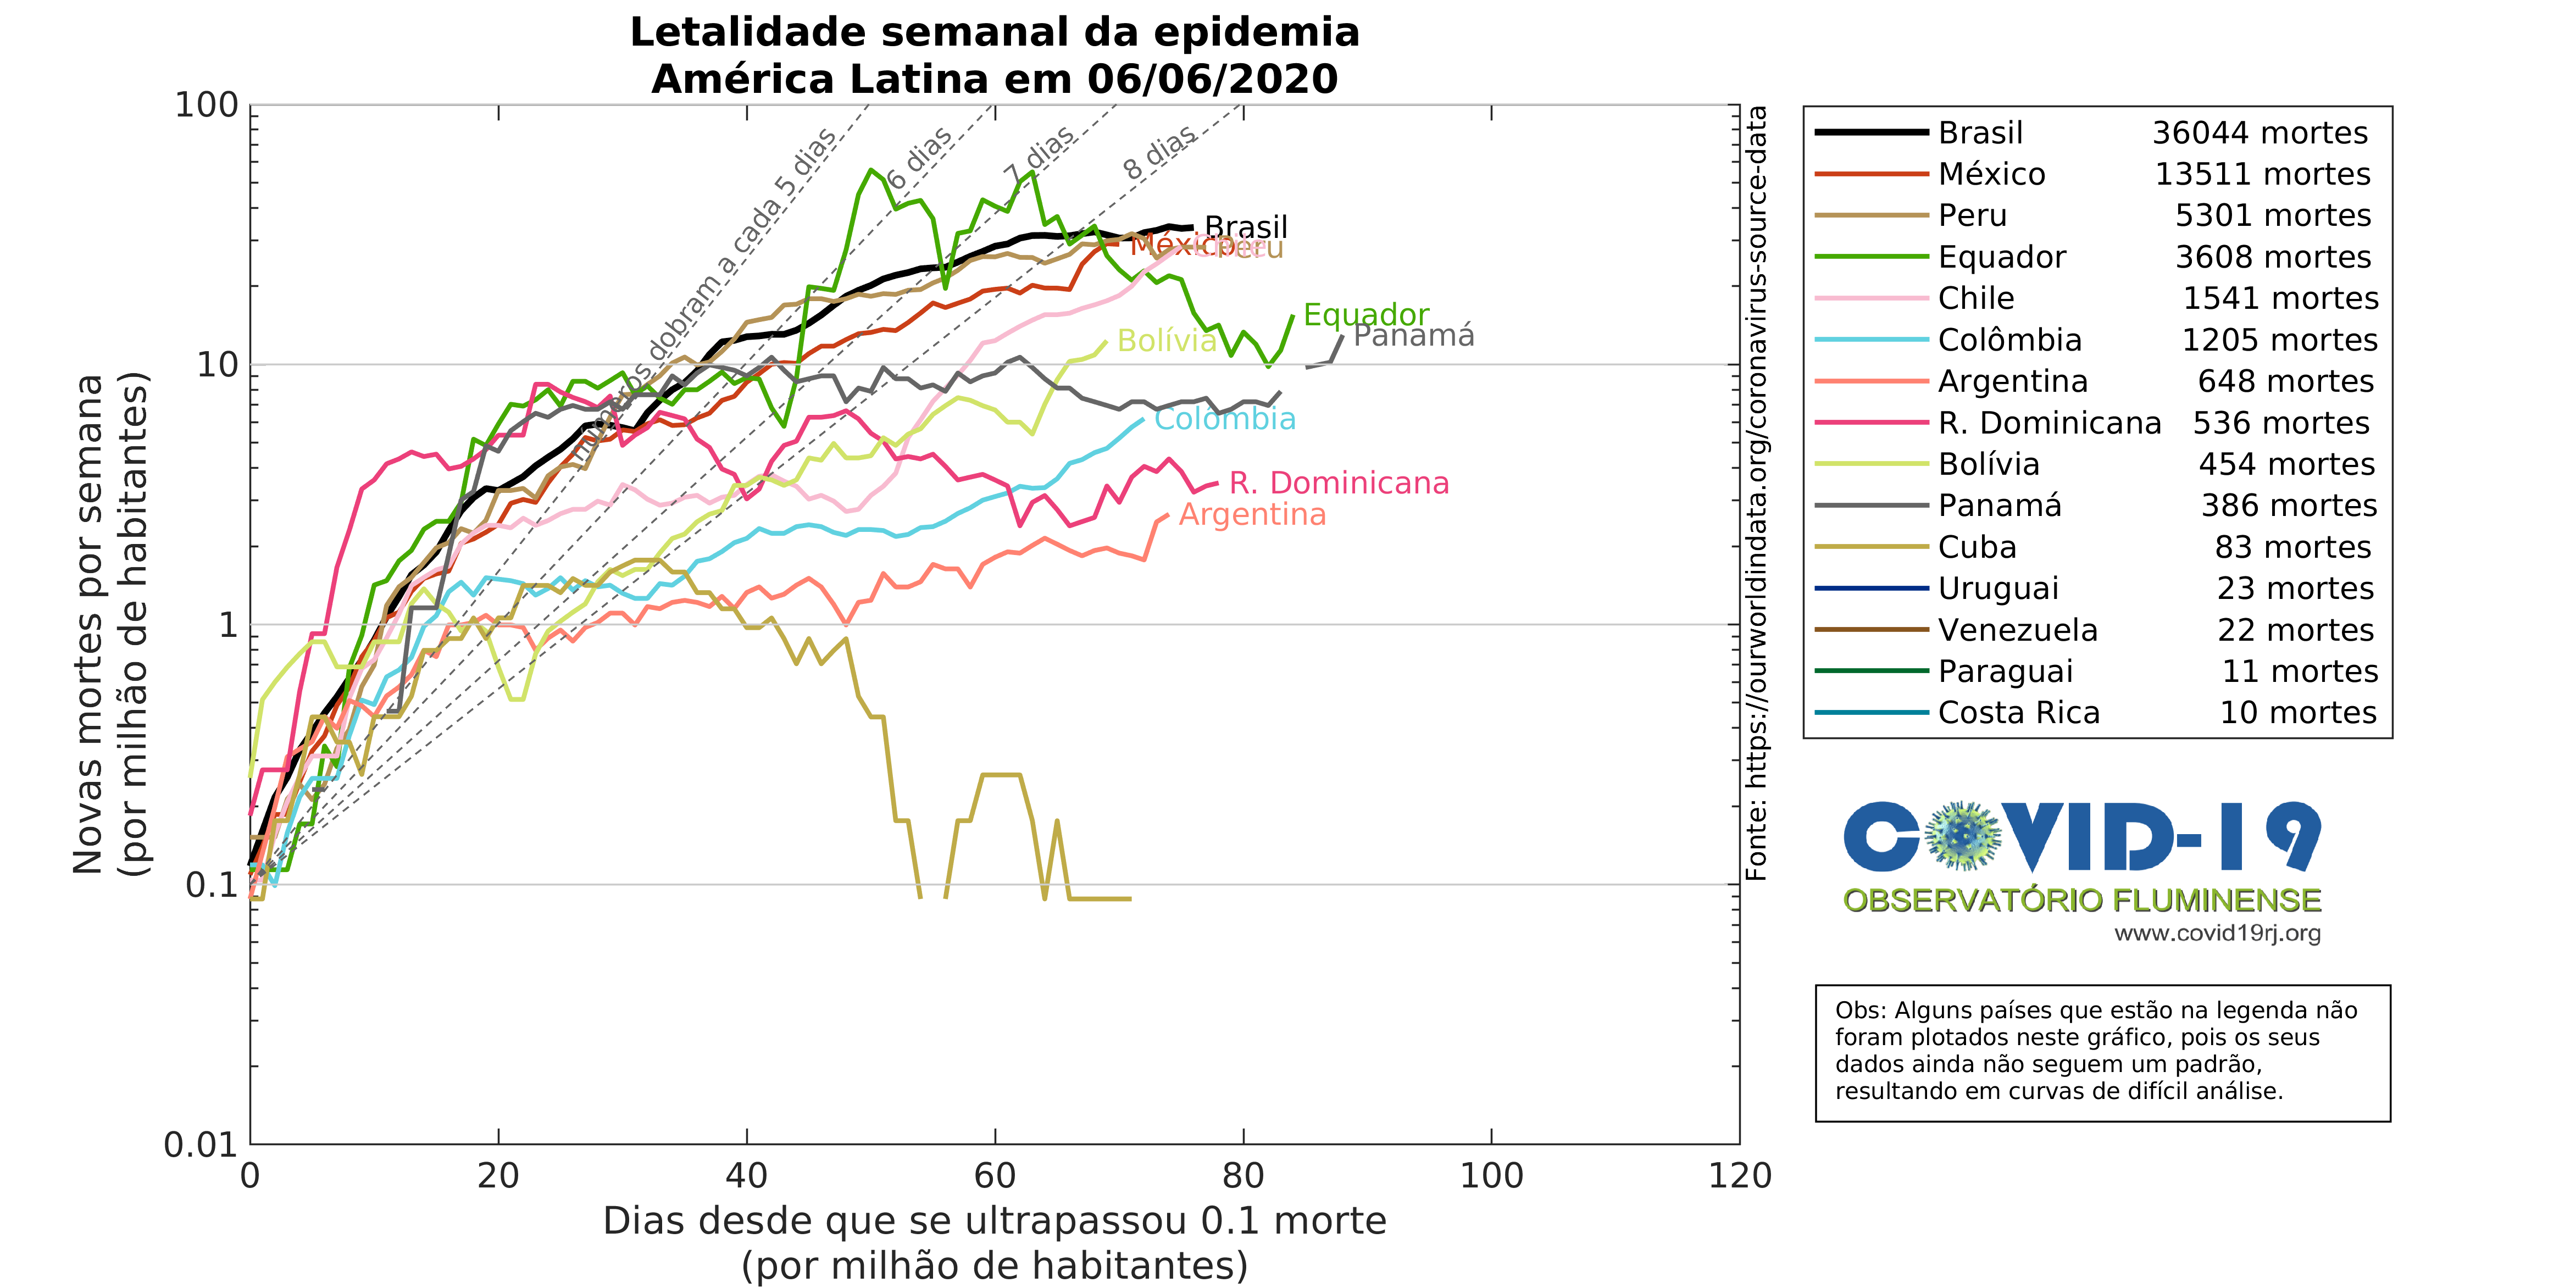 Letalidade semanal da epidemia
América Latina em 06/06/2020
Novas mortes por semana
(por milhão de habitantes)
100
10
1
0.1
0.01
números dobram a cada 5 dias
6 dias
7 dias
8 dias
Brasil
México
Chile
Peru
Equador
Panamá
Bolívia
Colômbia
R. Dominicana
Argentina
0 20 40 60 80 100 120
Dias desde que se ultrapassou 0.1 morte
(por milhão de habitantes)
Fonte: https://ourworldindata.org/coronavirus-source-data
Brasil 36044 mortes
México 13511 mortes
Peru 5301 mortes
Equador 3608 mortes
Chile 1541 mortes
Colômbia 1205 mortes
Argentina 648 mortes
R. Dominicana 536 mortes
Bolívia 454 mortes
Panamá 386 mortes
Cuba 83 mortes
Uruguai 23 mortes
Venezuela 22 mortes
Paraguai 11 mortes
Costa Rica 10 mortes
COVID-19
OBSERVATÓRIO FLUMINENSE
www.covid19rj.org
Obs: Alguns países que estão na legenda não
foram plotados neste gráfico, pois os seus
dados ainda não seguem um padrão,
resultando em curvas de difícil análise.